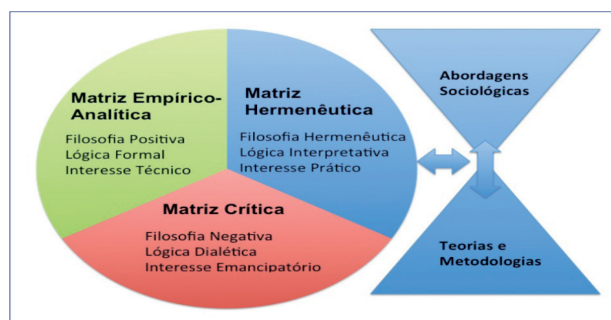 Matriz Empírico-
Analítica
Filosofia Positiva
Lógica Formal
Interesse Técnico
Matriz
Hermenêutica
Filosofia Hermenêutica
Lógica Interpretativa
Interesse Prático
Matriz Crítica
Filosofia Negativa
Lógica Dialética
Interesse Emancipatório
Abordagens
Sociológicas
Teorias e
Metodologias